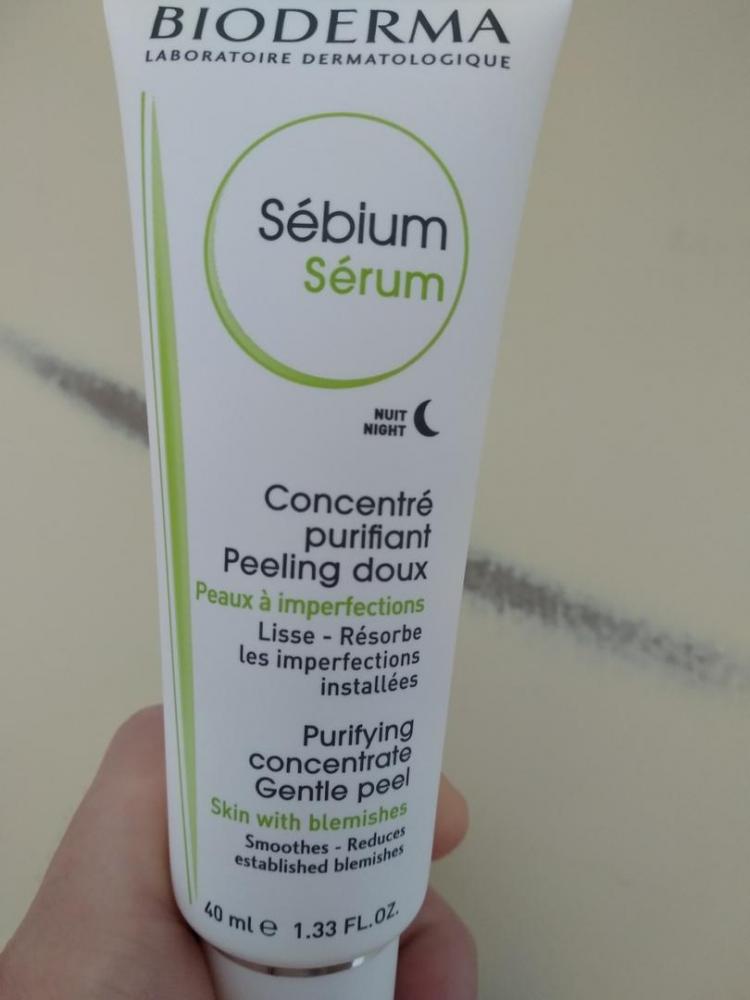 BIODERMA
LABORATOIRE DERMATOLOGIQUE
Sébium
Sérum
NUIT
NIGHT
Concentré
purifiant
Peeling doux
Peaux à imperfections
Lisse - Résorbe
les imperfections
installées
Purifying
concentrate
Gentle peel
Skin with blemishes
Smoothes - Reduces
established blemishes
40 ml e 1.33 FL.OZ.